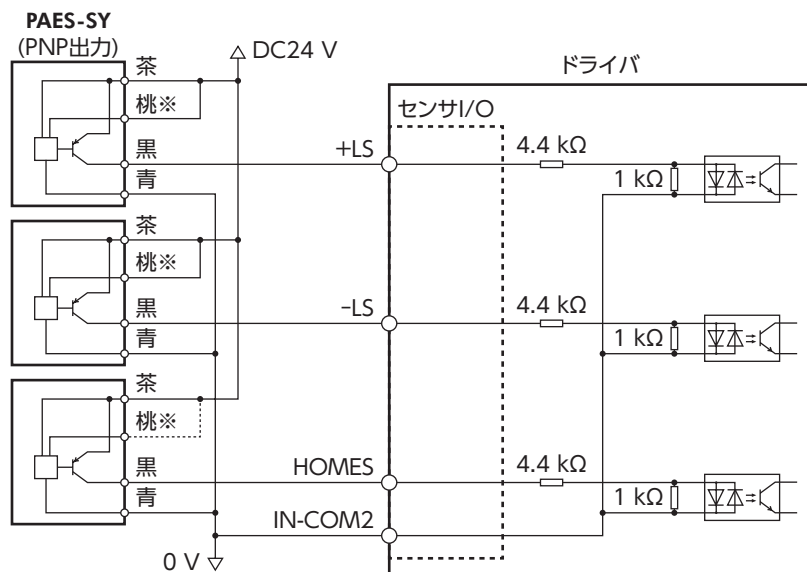 PAES-SY
(PNP出力)
DC24 V
ドライバ
センサI/O
茶
桃※
黒
青
+LS
4.4 kΩ
1 kΩ
茶
桃※
黒
青
–LS
4.4 kΩ
1 kΩ
茶
桃※
黒
青
HOMES
4.4 kΩ
1 kΩ
IN-COM2
0 V